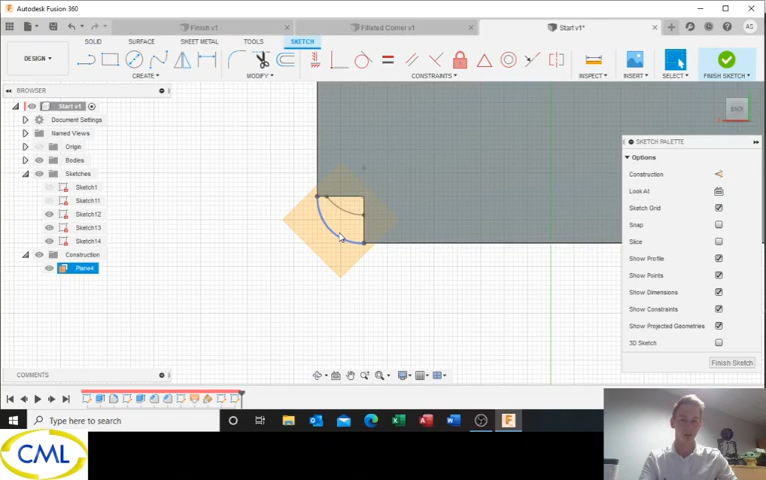 Autodesk Fusion 360
Finish v1
Filleted Corner v1
Start v1*
AS
SOLID
SURFACE
SHEET METAL
TOOLS
SKETCH
DESIGN
CREATE
MODIFY
CONSTRAINTS
INSPECT
INSERT
SELECT
FINISH SKETCH
BROWSER
Start v1
Document Settings
Named Views
Origin
Bodies
Sketches
Sketch1
Sketch11
Sketch12
Sketch13
Sketch14
Construction
Plane4
BACK
SKETCH PALETTE
Options
Construction
Look At
Sketch Grid
Snap
Slice
Show Profile
Show Points
Show Dimensions
Show Constraints
Show Projected Geometries
3D Sketch
Finish Sketch
COMMENTS
Type here to search
CML